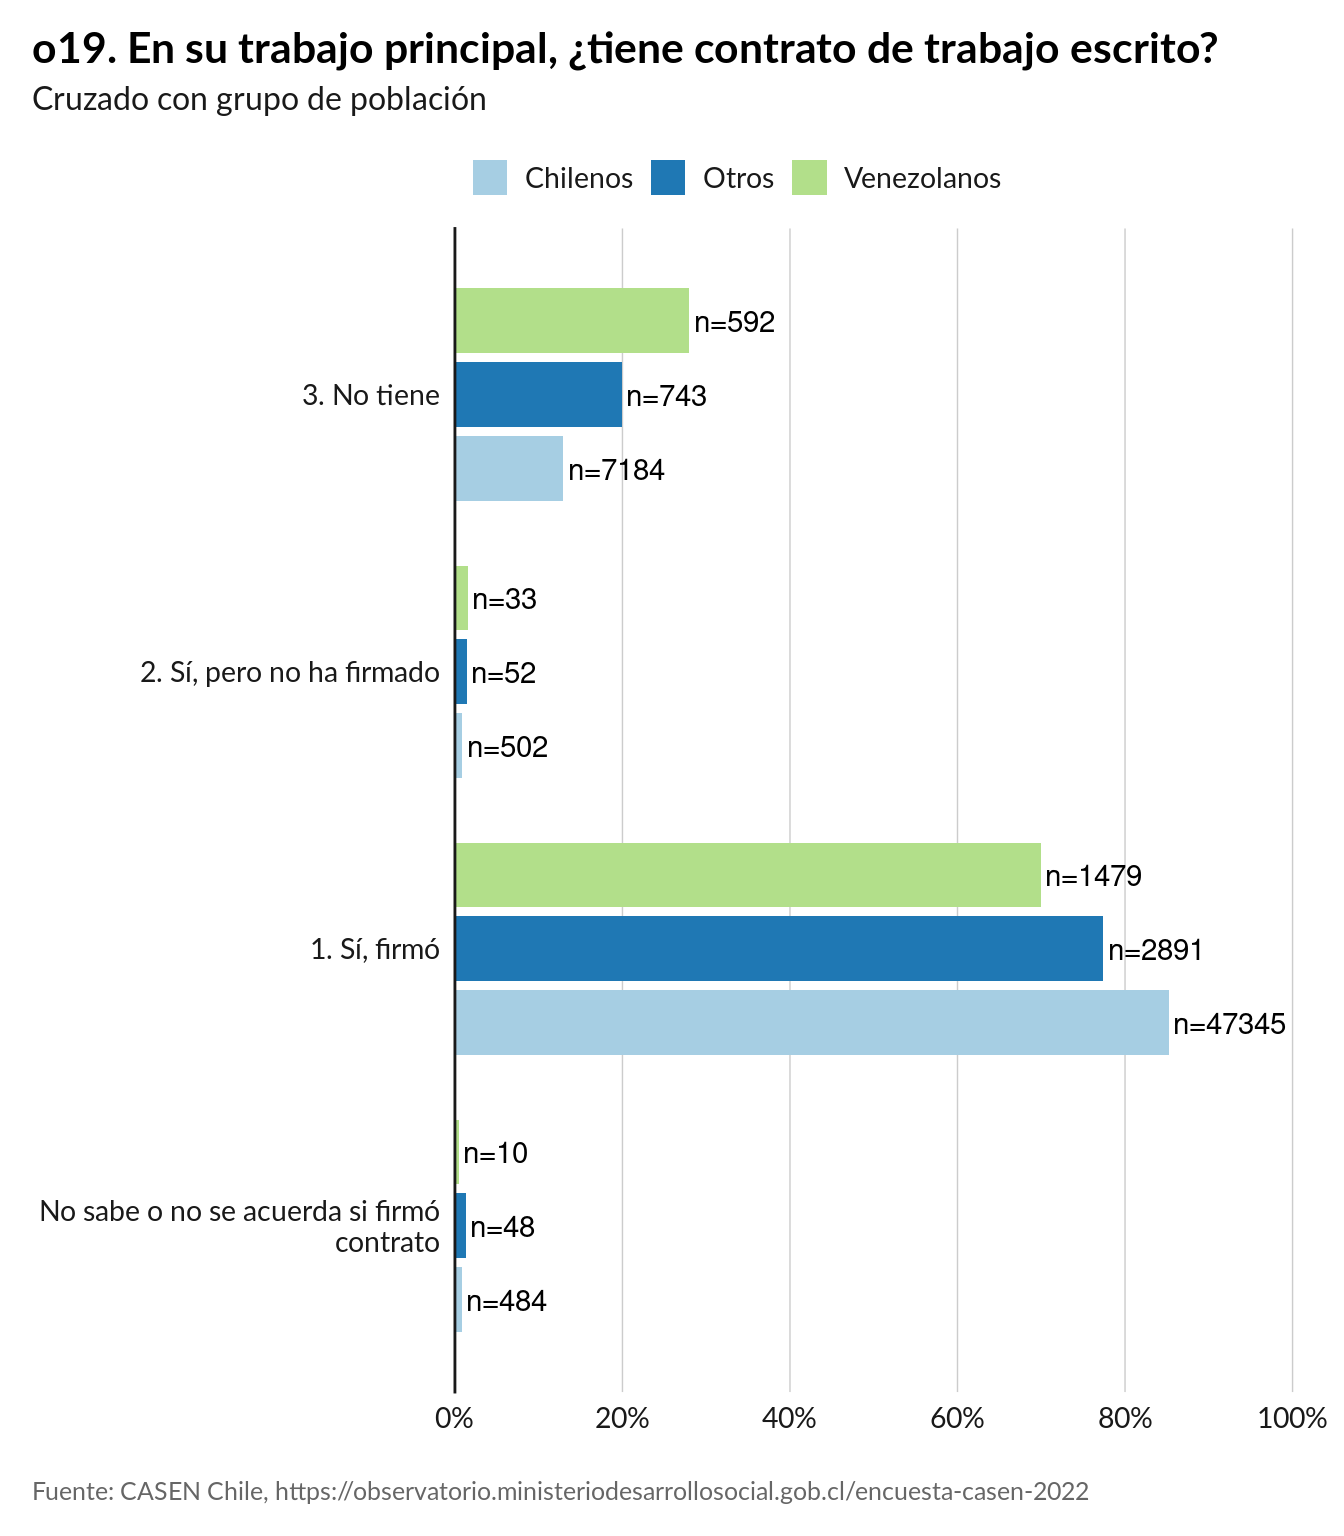 o19. En su trabajo principal, ¿tiene contrato de trabajo escrito?
Cruzado con grupo de población
Chilenos Otros Venezolanos
n=592
3. No tiene n=743
n=7184
n=33
2. Sí, pero no ha firmado n=52
n=502
n=1479
1. Sí, firmó n=2891
n=47345
n=10
No sabe o no se acuerda si firmó
contrato
n=48
n=484
0% 20% 40% 60% 80% 100%
Fuente: CASEN Chile, https://observatorio.ministeriodesarrollosocial.gob.cl/encuesta-casen-2022